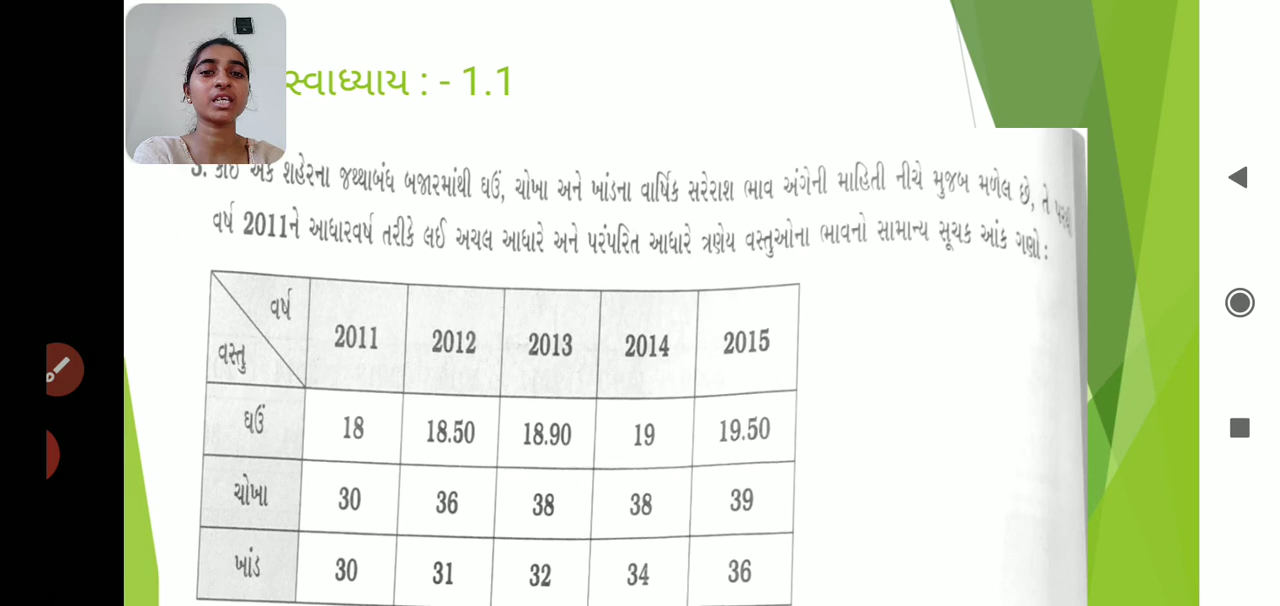 સ્વાધ્યાય : - 1.1
3. કોઈ એક શહેરના જથ્થાબંધ બજારમાંથી ઘઉં, ચોખા અને ખાંડના વાર્ષિક સરેરાશ ભાવ અંગેની માહિતી નીચે મુજબ મળેલ છે, તે પરથી
વર્ષ 2011ને આધારવર્ષ તરીકે લઈ અચલ આધારે અને પરંપરિત આધારે ત્રણેય વસ્તુઓના ભાવનો સામાન્ય સૂચક આંક ગણો :
વર્ષ
વસ્તુ 2011 2012 2013 2014 2015
ઘઉં 18 18.50 18.90 19 19.50
ચોખા 30 36 38 38 39
ખાંડ 30 31 32 34 36